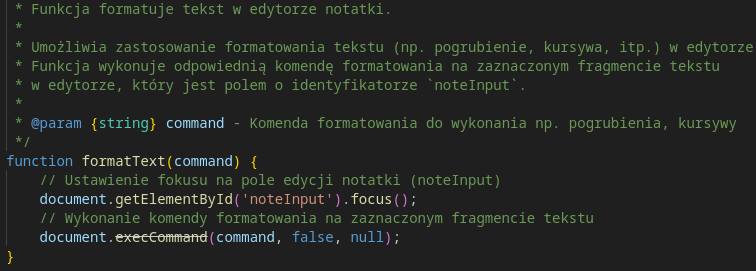 * Funkcja formatuje tekst w edytorze notatki.
*
* Umożliwia zastosowanie formatowania tekstu (np. pogrubienie, kursywa, itp.) w edytorze
* Funkcja wykonuje odpowiednią komendę formatowania na zaznaczonym fragmencie tekstu
* w edytorze, który jest polem o identyfikatorze `noteInput`.
*
* @param {string} command - Komenda formatowania do wykonania np. pogrubienia, kursywy
*/
function formatText(command) {
    // Ustawienie fokusu na pole edycji notatki (noteInput)
    document.getElementById('noteInput').focus();
    // Wykonanie komendy formatowania na zaznaczonym fragmencie tekstu
    document.execCommand(command, false, null);
}